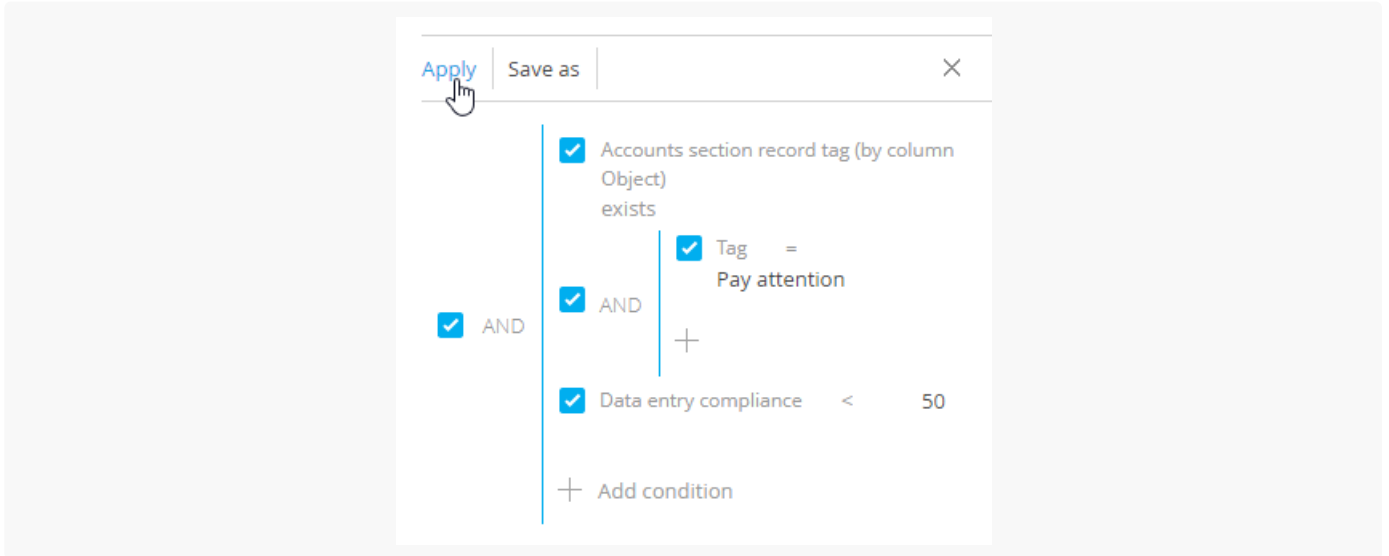 Apply Save as
Accounts section record tag (by column
Object)
exists
Tag =
Pay attention
AND
AND
Data entry compliance < 50
Add condition